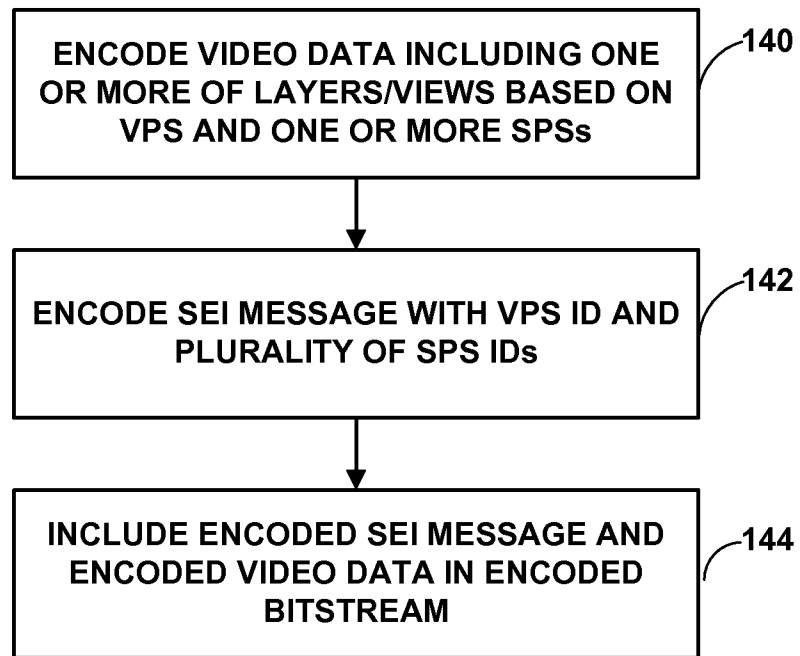 ENCODE VIDEO DATA INCLUDING ONE
OR MORE OF LAYERS/VIEWS BASED ON
VPS AND ONE OR MORE SPSs
140
ENCODE SEI MESSAGE WITH VPS ID AND
PLURALITY OF SPS IDs
142
INCLUDE ENCODED SEI MESSAGE AND
ENCODED VIDEO DATA IN ENCODED
BITSTREAM
144